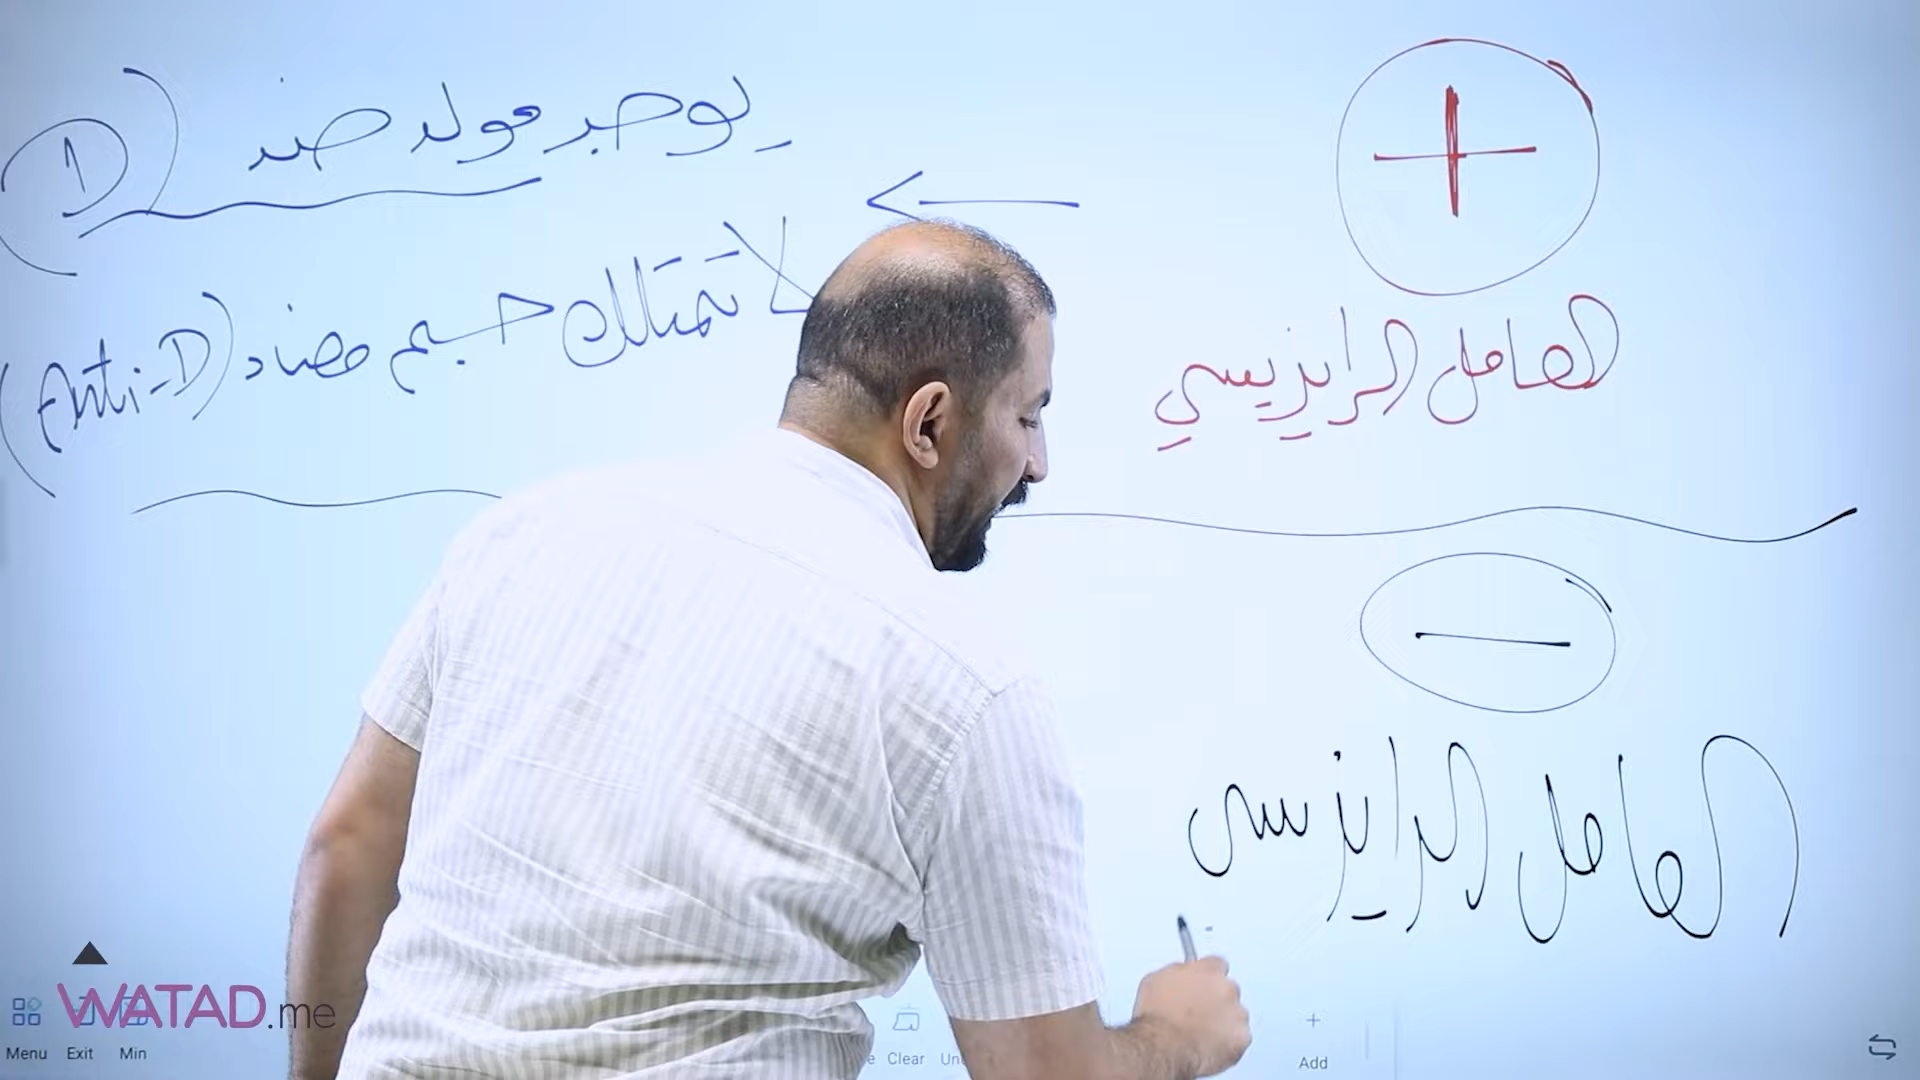 +
يوجد مولد ضد (D)
←
العامل الرايزيسي
لا تمتلك جسم مضاد (Anti-D)
−
العامل الرايزيسي
WATAD.me
Menu Exit Min
Clear
Add